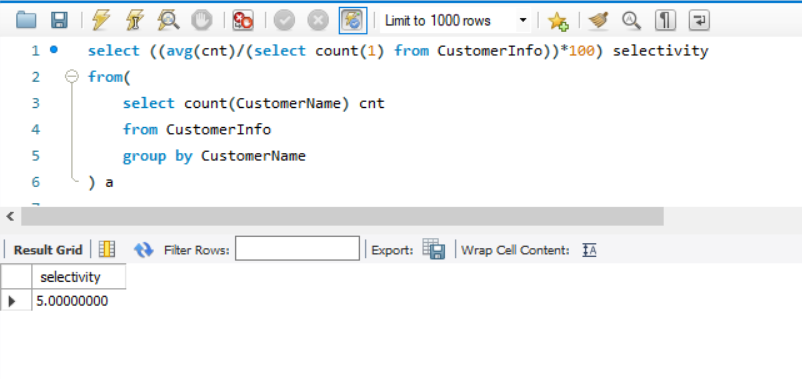 Limit to 1000 rows
1 select ((avg(cnt)/(select count(1) from CustomerInfo))*100) selectivity
2 from(
3 select count(CustomerName) cnt
4 from CustomerInfo
5 group by CustomerName
6 ) a
Result Grid Filter Rows: Export: Wrap Cell Content:
selectivity
5.00000000